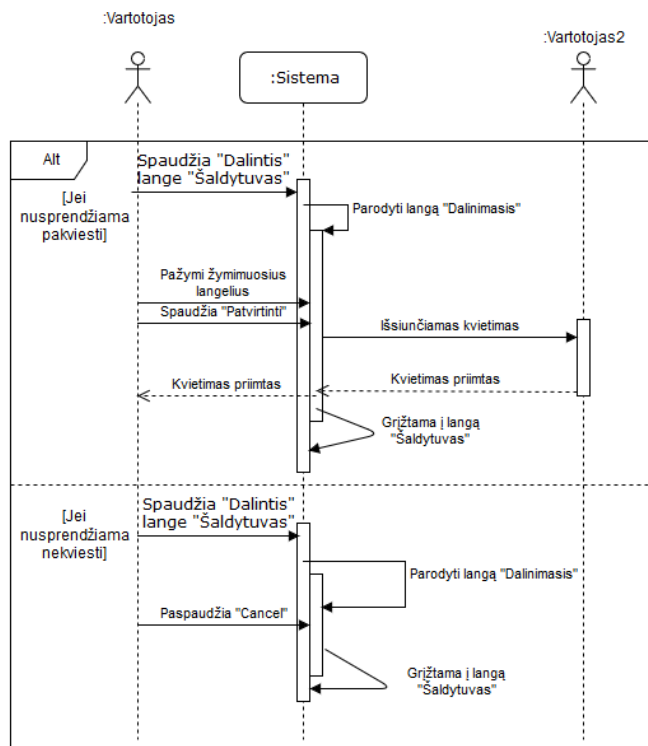 :Vartotojas
:Vartotojas2
:Sistema
Alt
Spaudžia "Dalintis"
lange "Šaldytuvas"
[Jei
nusprendžiama
pakviesti]
Parodyti langą "Dalinimasis"
Pažymi žymimuosius
langelius
Spaudžia "Patvirtinti"
Išsiunčiamas kvietimas
Kvietimas priimtas
Kvietimas priimtas
Grįžtama į langą
"Šaldytuvas"
Spaudžia "Dalintis"
lange "Šaldytuvas"
[Jei
nusprendžiama
nekviesti]
Parodyti langą "Dalinimasis"
Paspaudžia "Cancel"
Grįžtama į langą
"Šaldytuvas"